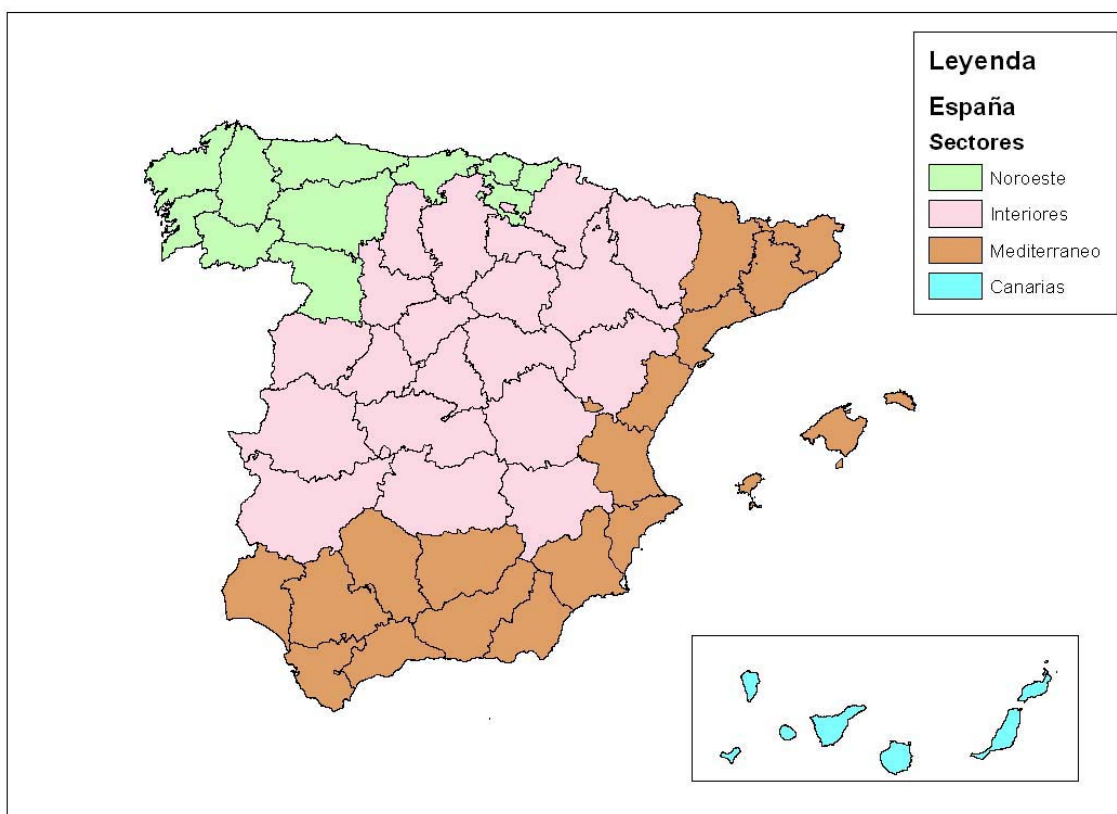 Leyenda
España
Sectores
Noroeste
Interiores
Mediterraneo
Canarias